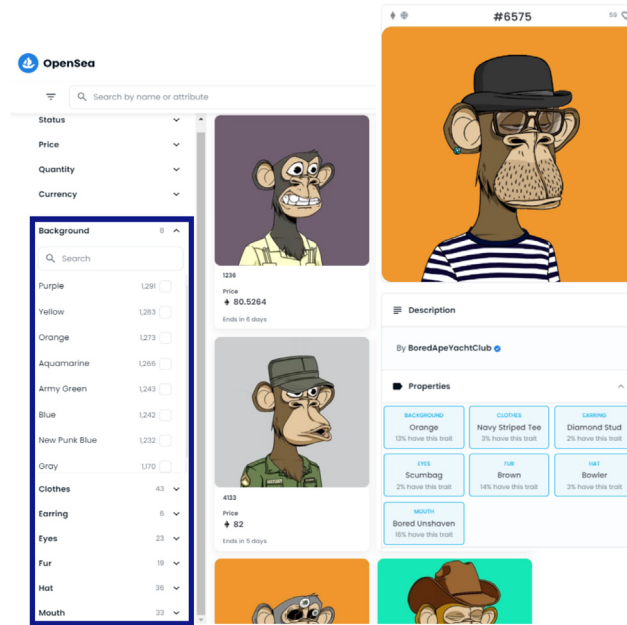 OpenSea
Search by name or attribute
Status
Price
Quantity
Currency
Background 8
Search
Purple 1,291
Yellow 1,283
Orange 1,273
Aquamarine 1,266
Army Green 1,243
Blue 1,242
New Punk Blue 1,232
Gray 1,170
Clothes 43
Earring 6
Eyes 23
Fur 19
Hat 36
Mouth 33
1236
Price
80.5264
Ends in 6 days
4133
Price
82
Ends in 5 days
#6575
59
Description
By BoredApeYachtClub
Properties
BACKGROUND
Orange
13% have this trait
CLOTHES
Navy Striped Tee
3% have this trait
EARRING
Diamond Stud
2% have this trait
EYES
Scumbag
2% have this trait
FUR
Brown
14% have this trait
HAT
Bowler
3% have this trait
MOUTH
Bored Unshaven
16% have this trait